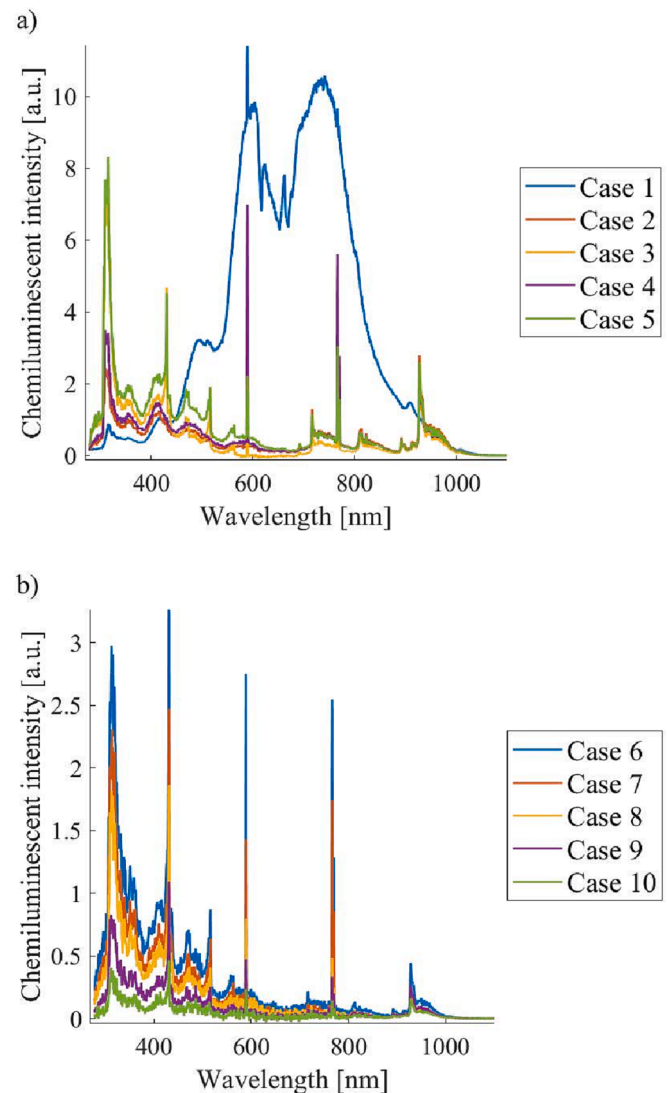 a)
Chemiluminescent intensity [a.u.]
10
8
6
4
2
0
400
600
800
1000
Wavelength [nm]
Case 1
Case 2
Case 3
Case 4
Case 5
b)
Chemiluminescent intensity [a.u.]
3
2.5
2
1.5
1
0.5
0
400
600
800
1000
Wavelength [nm]
Case 6
Case 7
Case 8
Case 9
Case 10